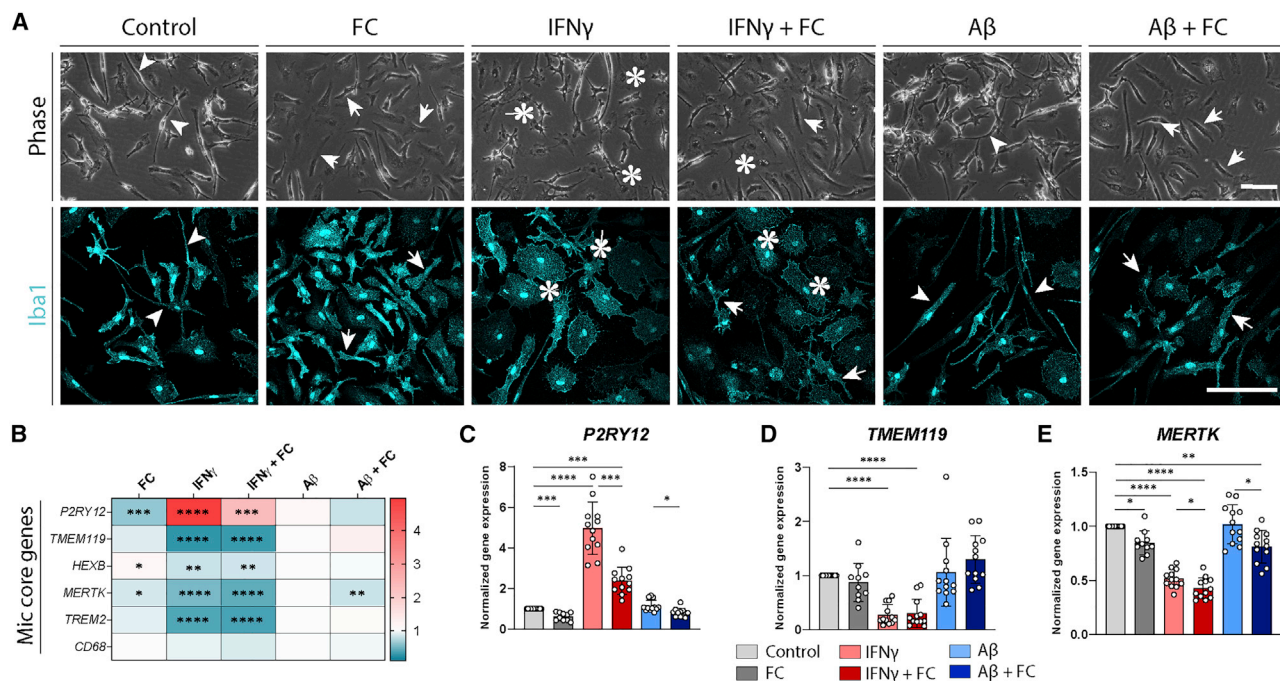 A
Control FC IFNγ IFNγ + FC Aβ Aβ + FC
Phase
Iba1
B
FC IFNγ IFNγ + FC Aβ Aβ + FC
Mic core genes
P2RY12 *** **** ***
TMEM119 **** ****
HEXB * ** **
MERTK * **** **** **
TREM2 **** ****
CD68
4
3
2
1
C
P2RY12
Normalized gene expression
10
8
6
4
2
0
***
****
*** ***
*
D
TMEM119
Normalized gene expression
3
2
1
0
****
****
E
MERTK
Normalized gene expression
1.5
1.0
0.5
0.0
**
****
****
* * *
Control IFNγ Aβ
FC IFNγ + FC Aβ + FC